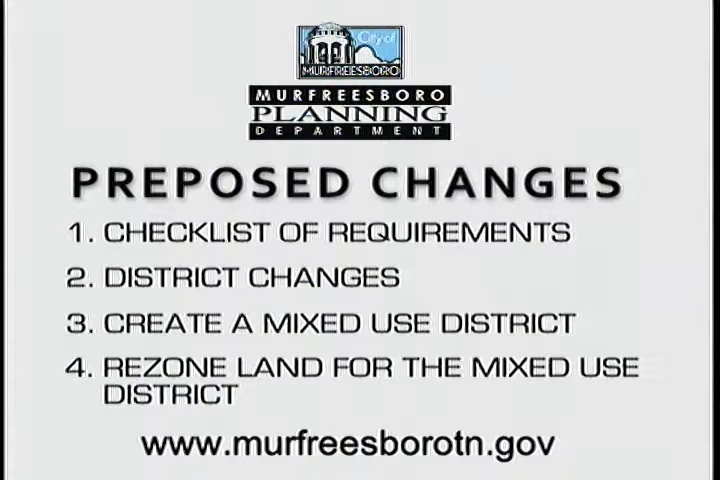 City of
MURFREESBORO
MURFREESBORO
PLANNING
DEPARTMENT
PREPOSED CHANGES
1. CHECKLIST OF REQUIREMENTS
2. DISTRICT CHANGES
3. CREATE A MIXED USE DISTRICT
4. REZONE LAND FOR THE MIXED USE
DISTRICT
www.murfreesborotn.gov